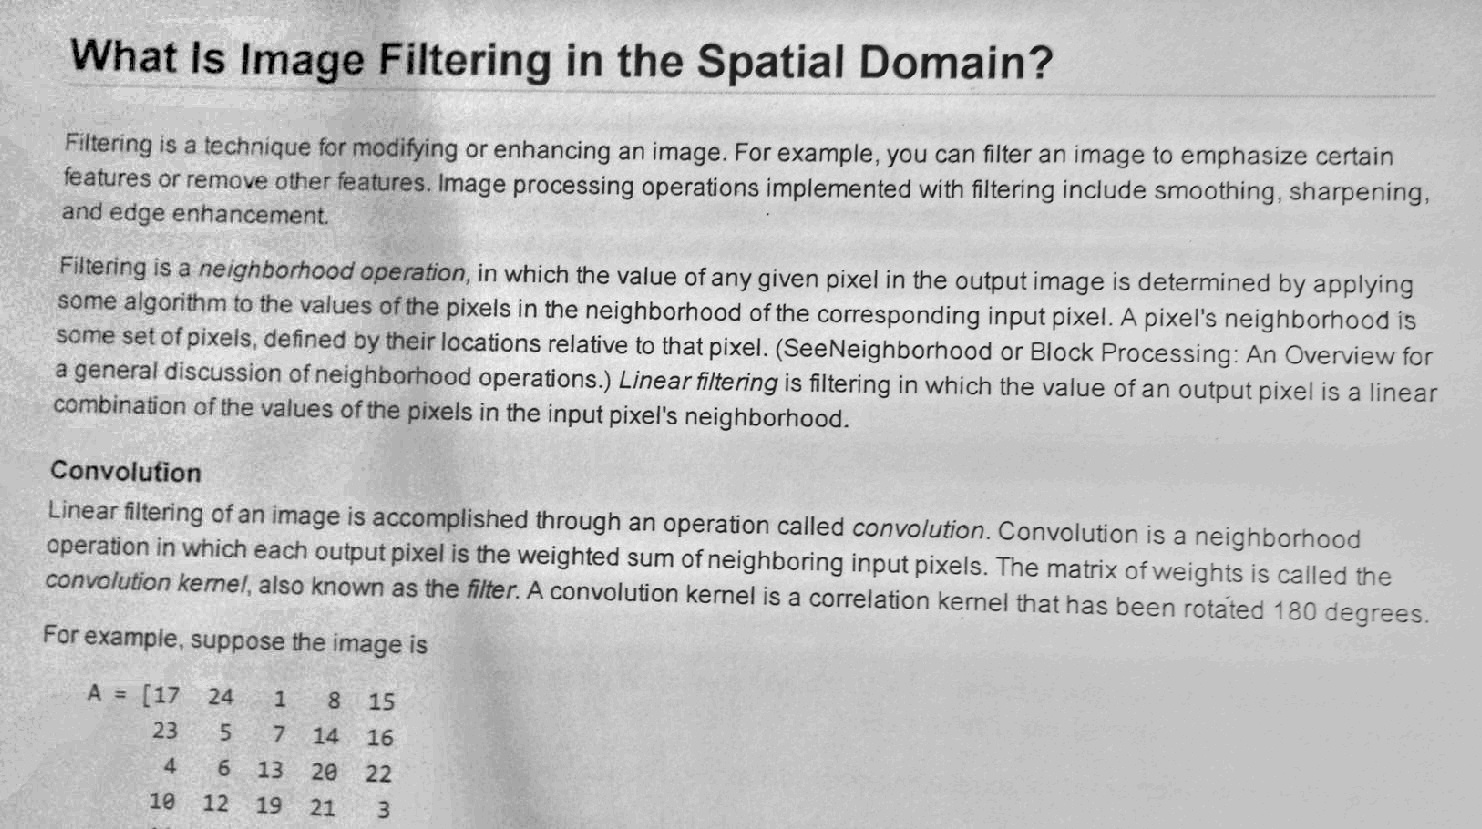 What Is Image Filtering in the Spatial Domain?
Filtering is a technique for modifying or enhancing an image. For example, you can filter an image to emphasize certain
features or remove other features. Image processing operations implemented with filtering include smoothing, sharpening,
and edge enhancement.
Filtering is a neighborhood operation, in which the value of any given pixel in the output image is determined by applying
some algorithm to the values of the pixels in the neighborhood of the corresponding input pixel. A pixel's neighborhood is
some set of pixels, defined by their locations relative to that pixel. (SeeNeighborhood or Block Processing: An Overview for
a general discussion of neighborhood operations.) Linear filtering is filtering in which the value of an output pixel is a linear
combination of the values of the pixels in the input pixel's neighborhood.
Convolution
Linear filtering of an image is accomplished through an operation called convolution. Convolution is a neighborhood
operation in which each output pixel is the weighted sum of neighboring input pixels. The matrix of weights is called the
convolution kernel, also known as the filter. A convolution kernel is a correlation kernel that has been rotated 180 degrees.
For example, suppose the image is
A = [17 24 1 8 15
23 5 7 14 16
4 6 13 20 22
10 12 19 21 3